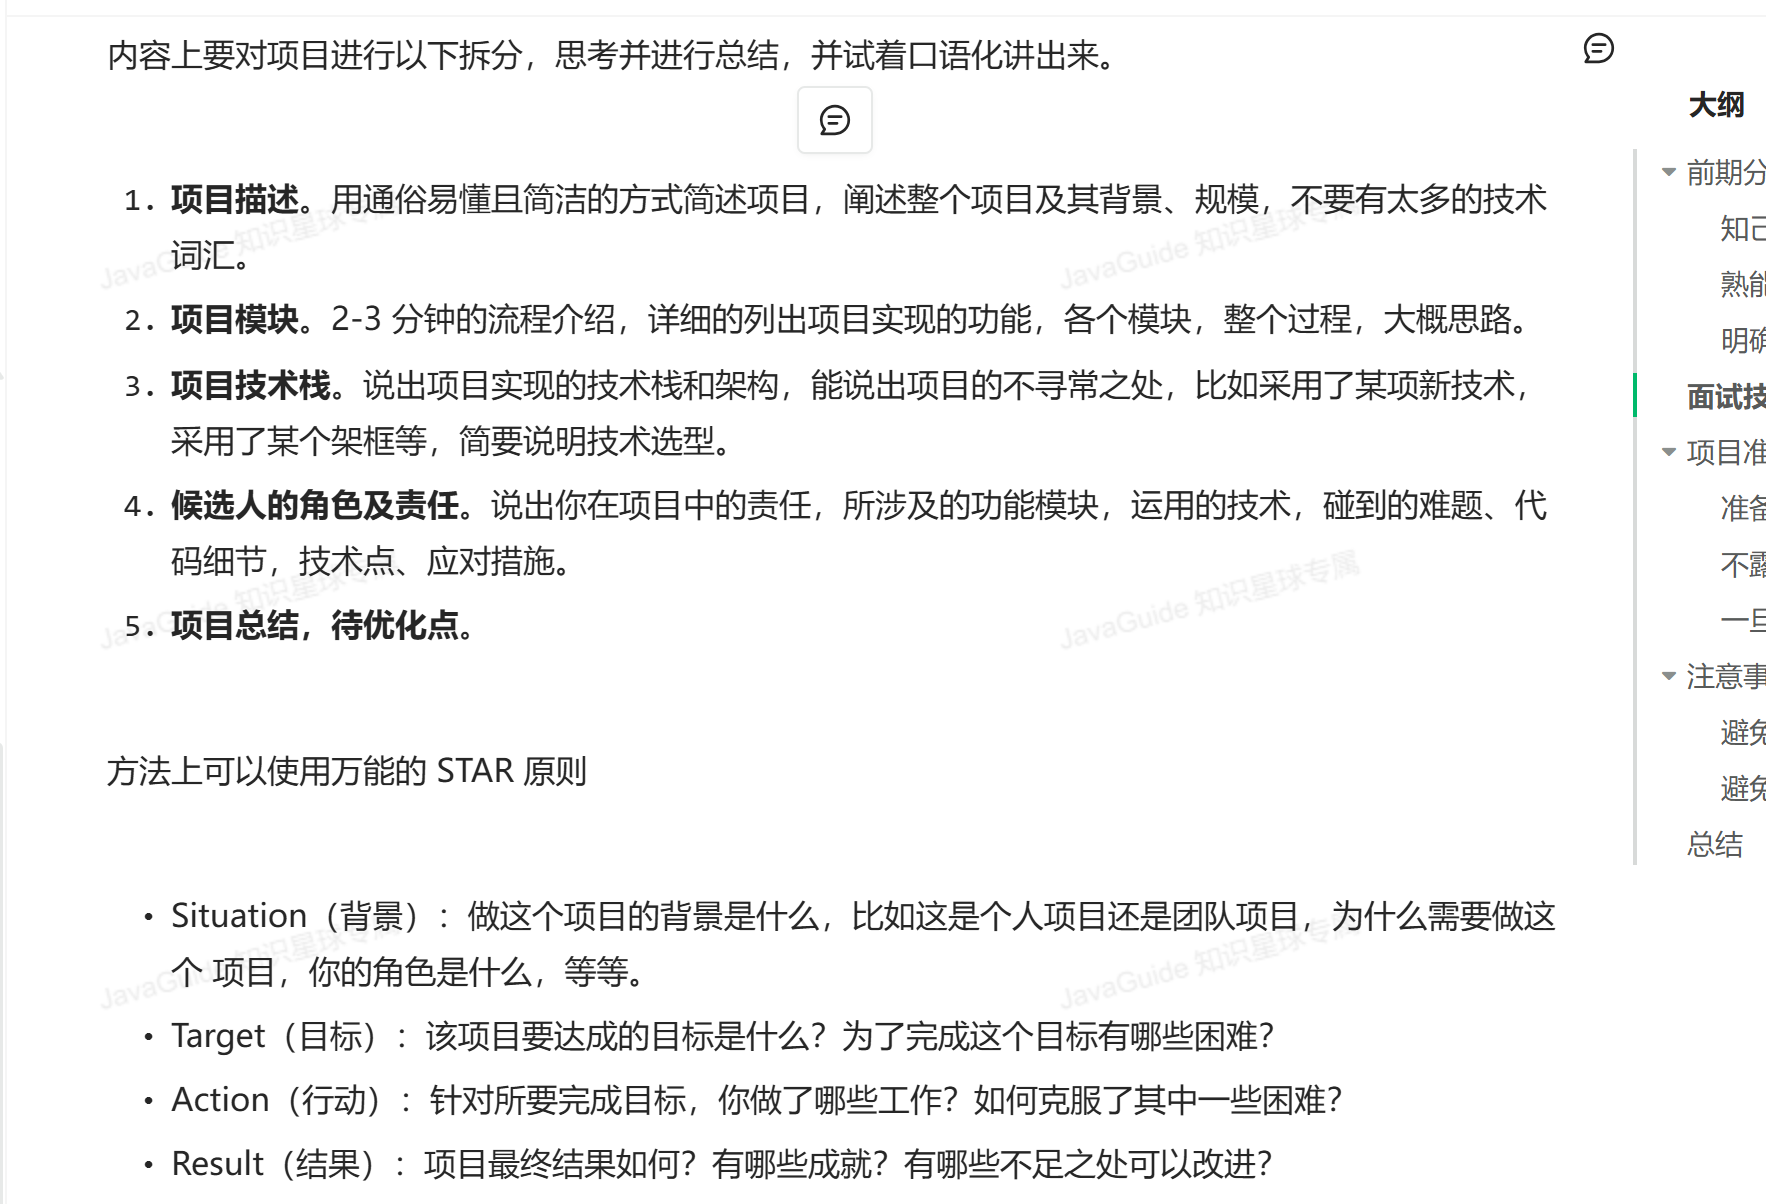 内容上要对项目进行以下拆分，思考并进行总结，并试着口语化讲出来。
1. 项目描述。用通俗易懂且简洁的方式简述项目，阐述整个项目及其背景、规模，不要有太多的技术
词汇。
2. 项目模块。2-3 分钟的流程介绍，详细的列出项目实现的功能，各个模块，整个过程，大概思路。
3. 项目技术栈。说出项目实现的技术栈和架构，能说出项目的不寻常之处，比如采用了某项新技术，
采用了某个架框等，简要说明技术选型。
4. 候选人的角色及责任。说出你在项目中的责任，所涉及的功能模块，运用的技术，碰到的难题、代
码细节，技术点、应对措施。
5. 项目总结，待优化点。
方法上可以使用万能的 STAR 原则
• Situation（背景）：做这个项目的背景是什么，比如这是个人项目还是团队项目，为什么需要做这
个 项目，你的角色是什么，等等。
• Target（目标）：该项目要达成的目标是什么？为了完成这个目标有哪些困难？
• Action（行动）：针对所要完成目标，你做了哪些工作？如何克服了其中一些困难？
• Result（结果）：项目最终结果如何？有哪些成就？有哪些不足之处可以改进？
大纲
前期分
知己
熟能
明确
面试技
项目准
准备
不露
一旦
注意事
避免
避免
总结
JavaGuide 知识星球专属
JavaGuide 知识星球专属
JavaGuide 知识星球专属
JavaGuide 知识星球专属
JavaGuide 知识星球专属
JavaGuide 知识星球专属